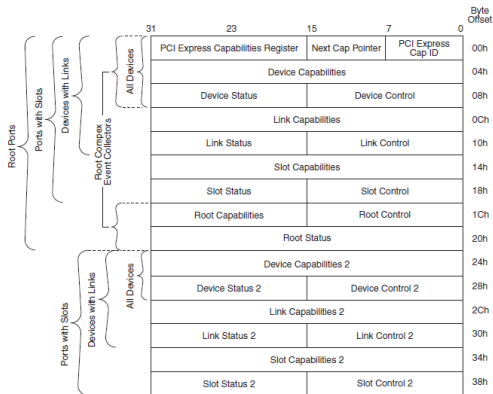 Byte
Offset
31 23 15 7 0
PCI Express Capabilities Register Next Cap Pointer PCI Express
Cap ID 00h
Device Capabilities 04h
Device Status Device Control 08h
Link Capabilities 0Ch
Link Status Link Control 10h
Slot Capabilities 14h
Slot Status Slot Control 18h
Root Capabilities Root Control 1Ch
Root Status 20h
Device Capabilities 2 24h
Device Status 2 Device Control 2 28h
Link Capabilities 2 2Ch
Link Status 2 Link Control 2 30h
Slot Capabilities 2 34h
Slot Status 2 Slot Control 2 38h
Root Ports
Ports with Slots
Devices with Links
Root Compex
Event Collectors
All Devices
Ports with Slots
Devices with Links
All Devices